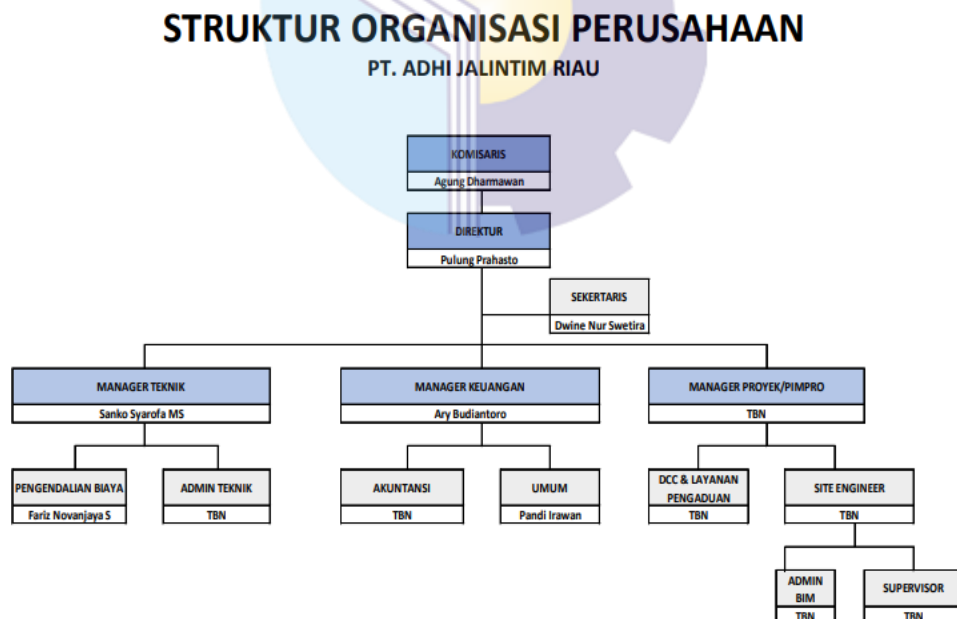 STRUKTUR ORGANISASI PERUSAHAAN
PT. ADHI JALINTIM RIAU
KOMISARIS
Agung Dharmawan
DIREKTUR
Pulung Prahasto
SEKERTARIS
Dwine Nur Swetira
MANAGER TEKNIK
Sanko Syarofa MS
MANAGER KEUANGAN
Ary Budiantoro
MANAGER PROYEK/PIMPRO
TBN
PENGENDALIAN BIAYA
Fariz Novanjaya S
ADMIN TEKNIK
TBN
AKUNTANSI
TBN
UMUM
Pandi Irawan
DCC & LAYANAN
PENGADUAN
TBN
SITE ENGINEER
TBN
ADMIN
BIM
TBN
SUPERVISOR
TBN